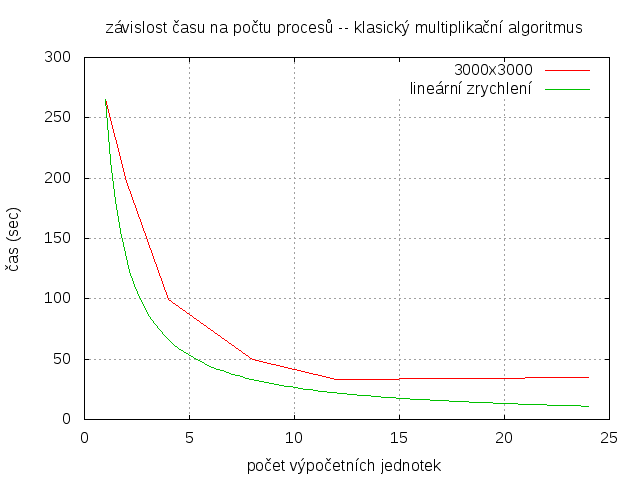 závislost času na počtu procesů -- klasický multiplikační algoritmus
300
250
200
150
100
50
0
3000x3000
lineární zrychlení
čas (sec)
0 5 10 15 20 25
počet výpočetních jednotek